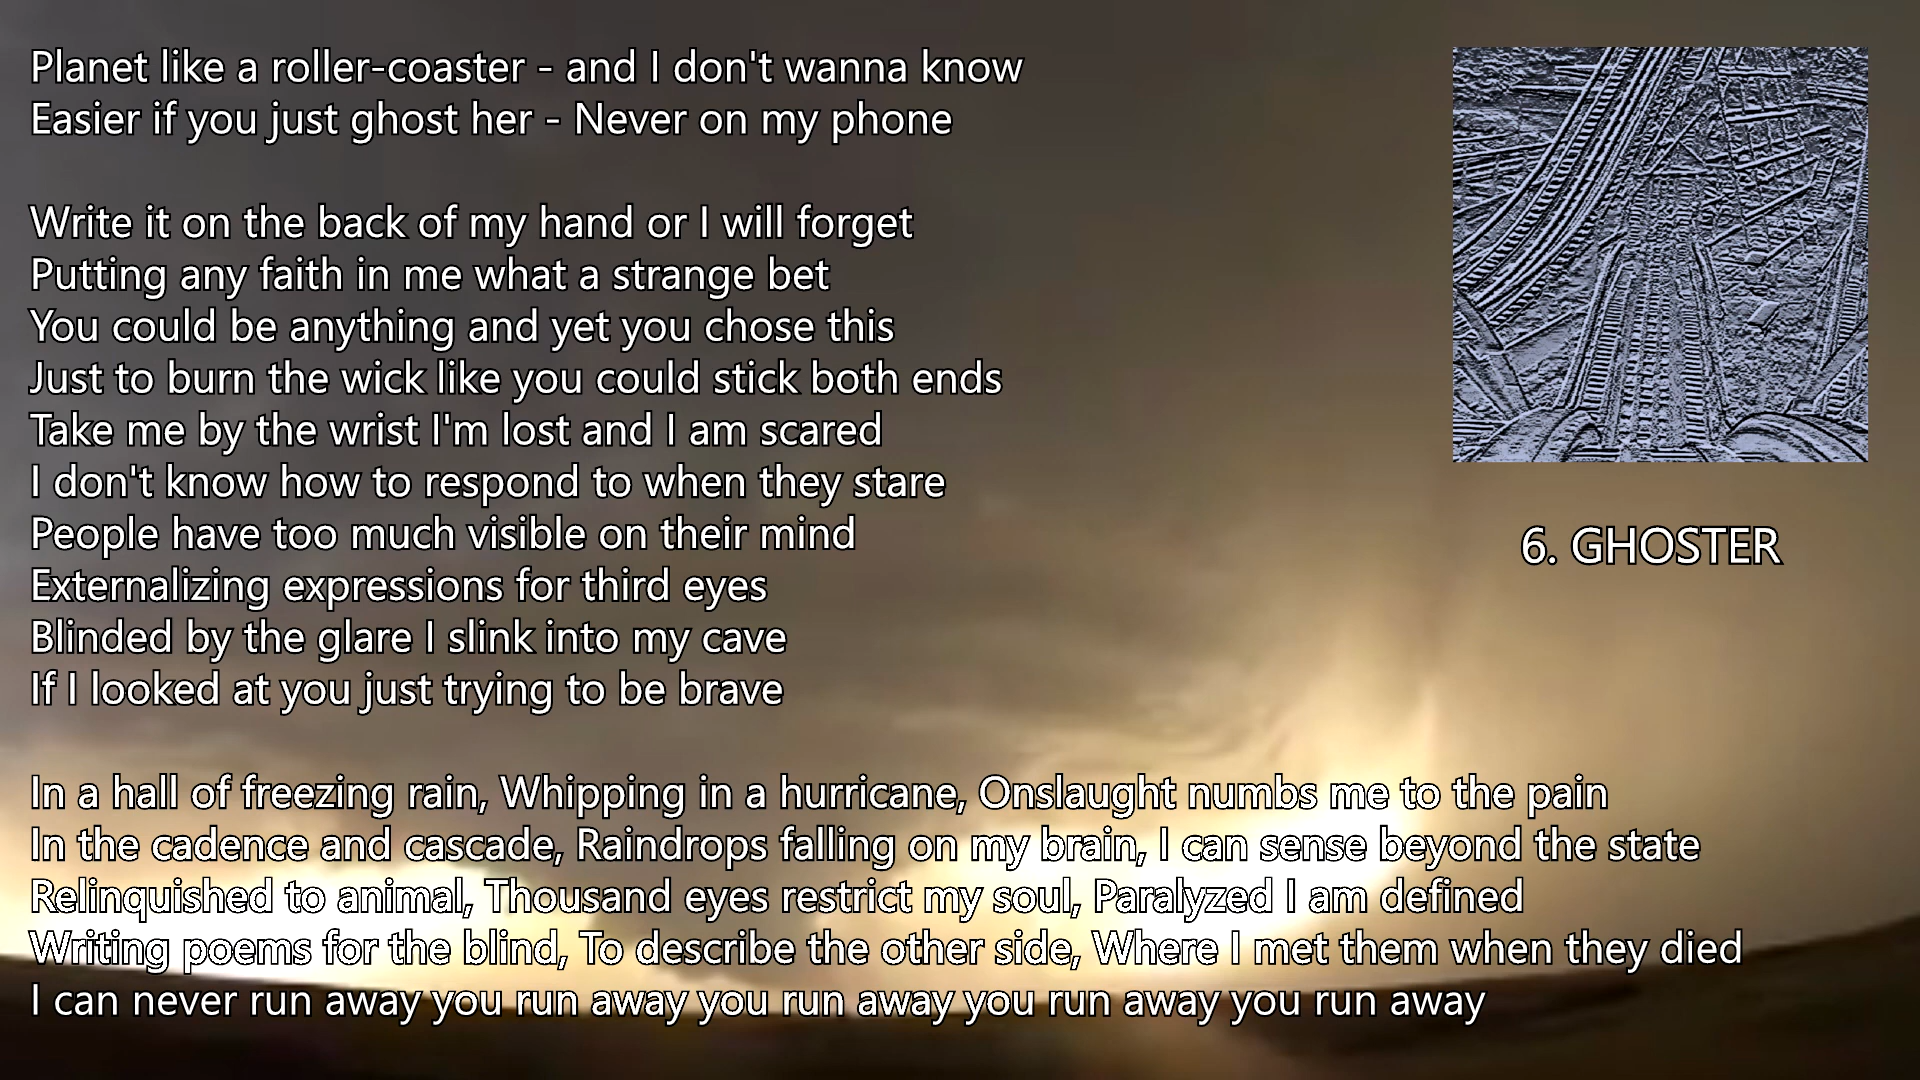 Planet like a roller-coaster - and I don't wanna know
Easier if you just ghost her - Never on my phone
Write it on the back of my hand or I will forget
Putting any faith in me what a strange bet
You could be anything and yet you chose this
Just to burn the wick like you could stick both ends
Take me by the wrist I'm lost and I am scared
I don't know how to respond to when they stare
People have too much visible on their mind
Externalizing expressions for third eyes
Blinded by the glare I slink into my cave
If I looked at you just trying to be brave
In a hall of freezing rain, Whipping in a hurricane, Onslaught numbs me to the pain
In the cadence and cascade, Raindrops falling on my brain, I can sense beyond the state
Relinquished to animal, Thousand eyes restrict my soul, Paralyzed I am defined
Writing poems for the blind, To describe the other side, Where I met them when they died
I can never run away you run away you run away you run away you run away
6. GHOSTER